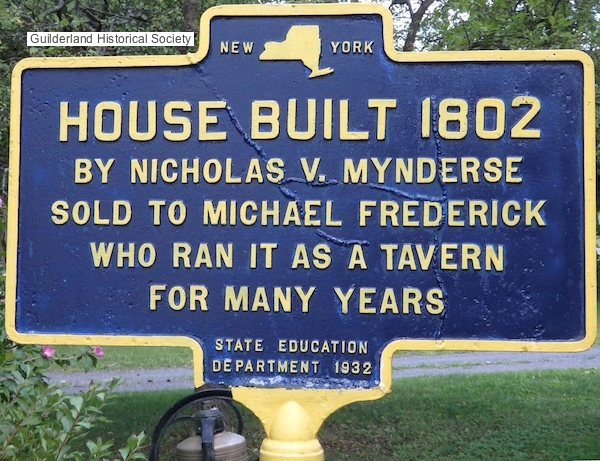 Guilderland Historical Society
NEW YORK
HOUSE BUILT 1802
BY NICHOLAS V. MYNDERSE
SOLD TO MICHAEL FREDERICK
WHO RAN IT AS A TAVERN
FOR MANY YEARS
STATE EDUCATION
DEPARTMENT 1932